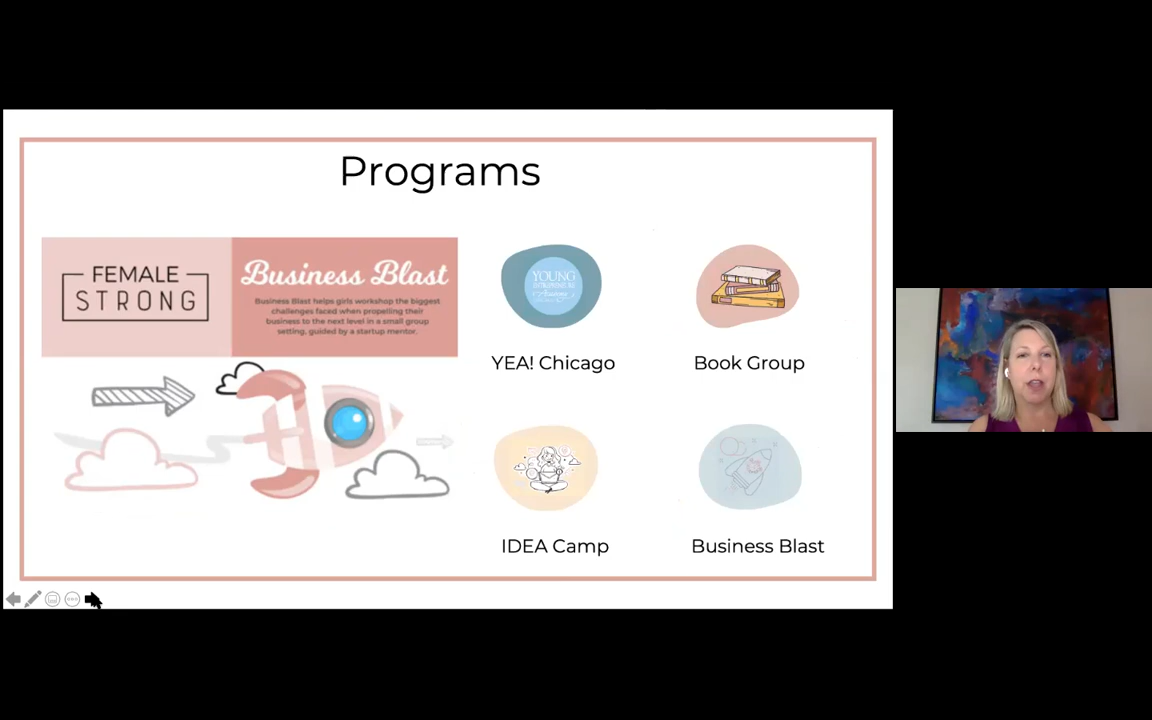 Programs
FEMALE
STRONG
Business Blast
Business Blast helps girls workshop the biggest
challenges faced when propelling their
business to the next level in a small group
setting, guided by a startup mentor.
YOUNG
Academy
YEA! Chicago
Book Group
IDEA Camp
Business Blast